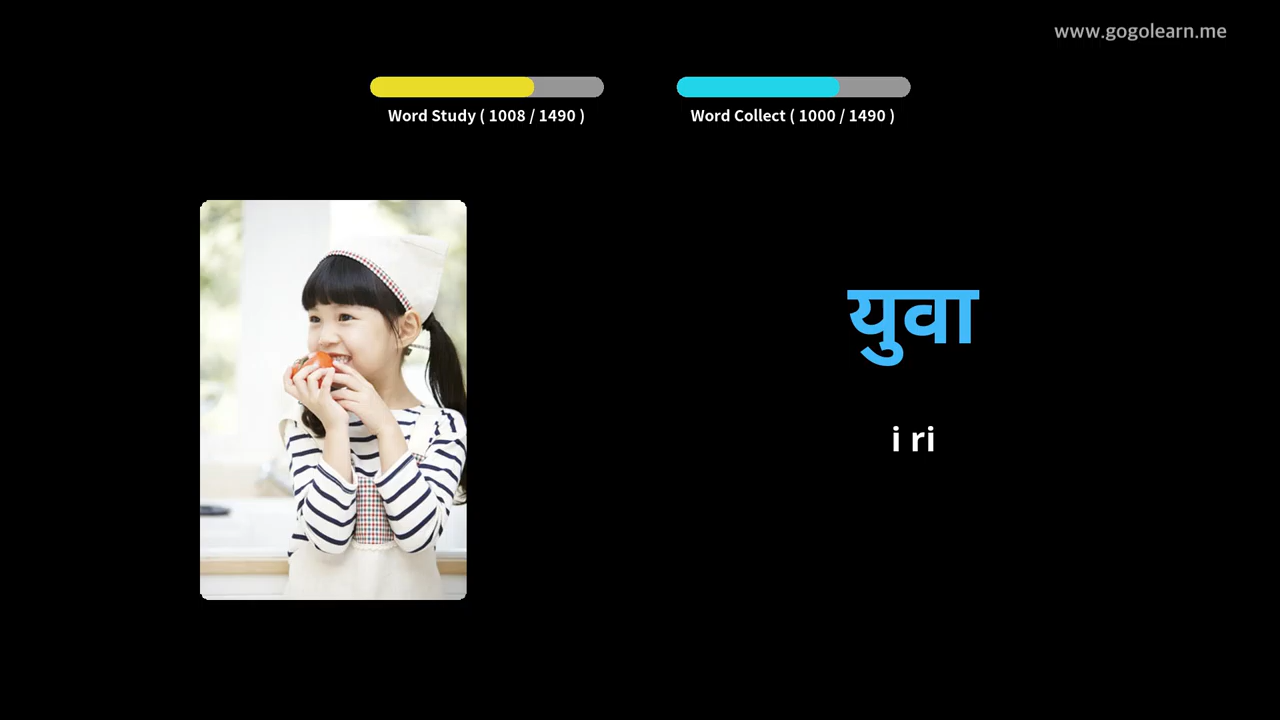 www.gogolearn.me
Word Study ( 1008 / 1490 )
Word Collect ( 1000 / 1490 )
युवा
i ri